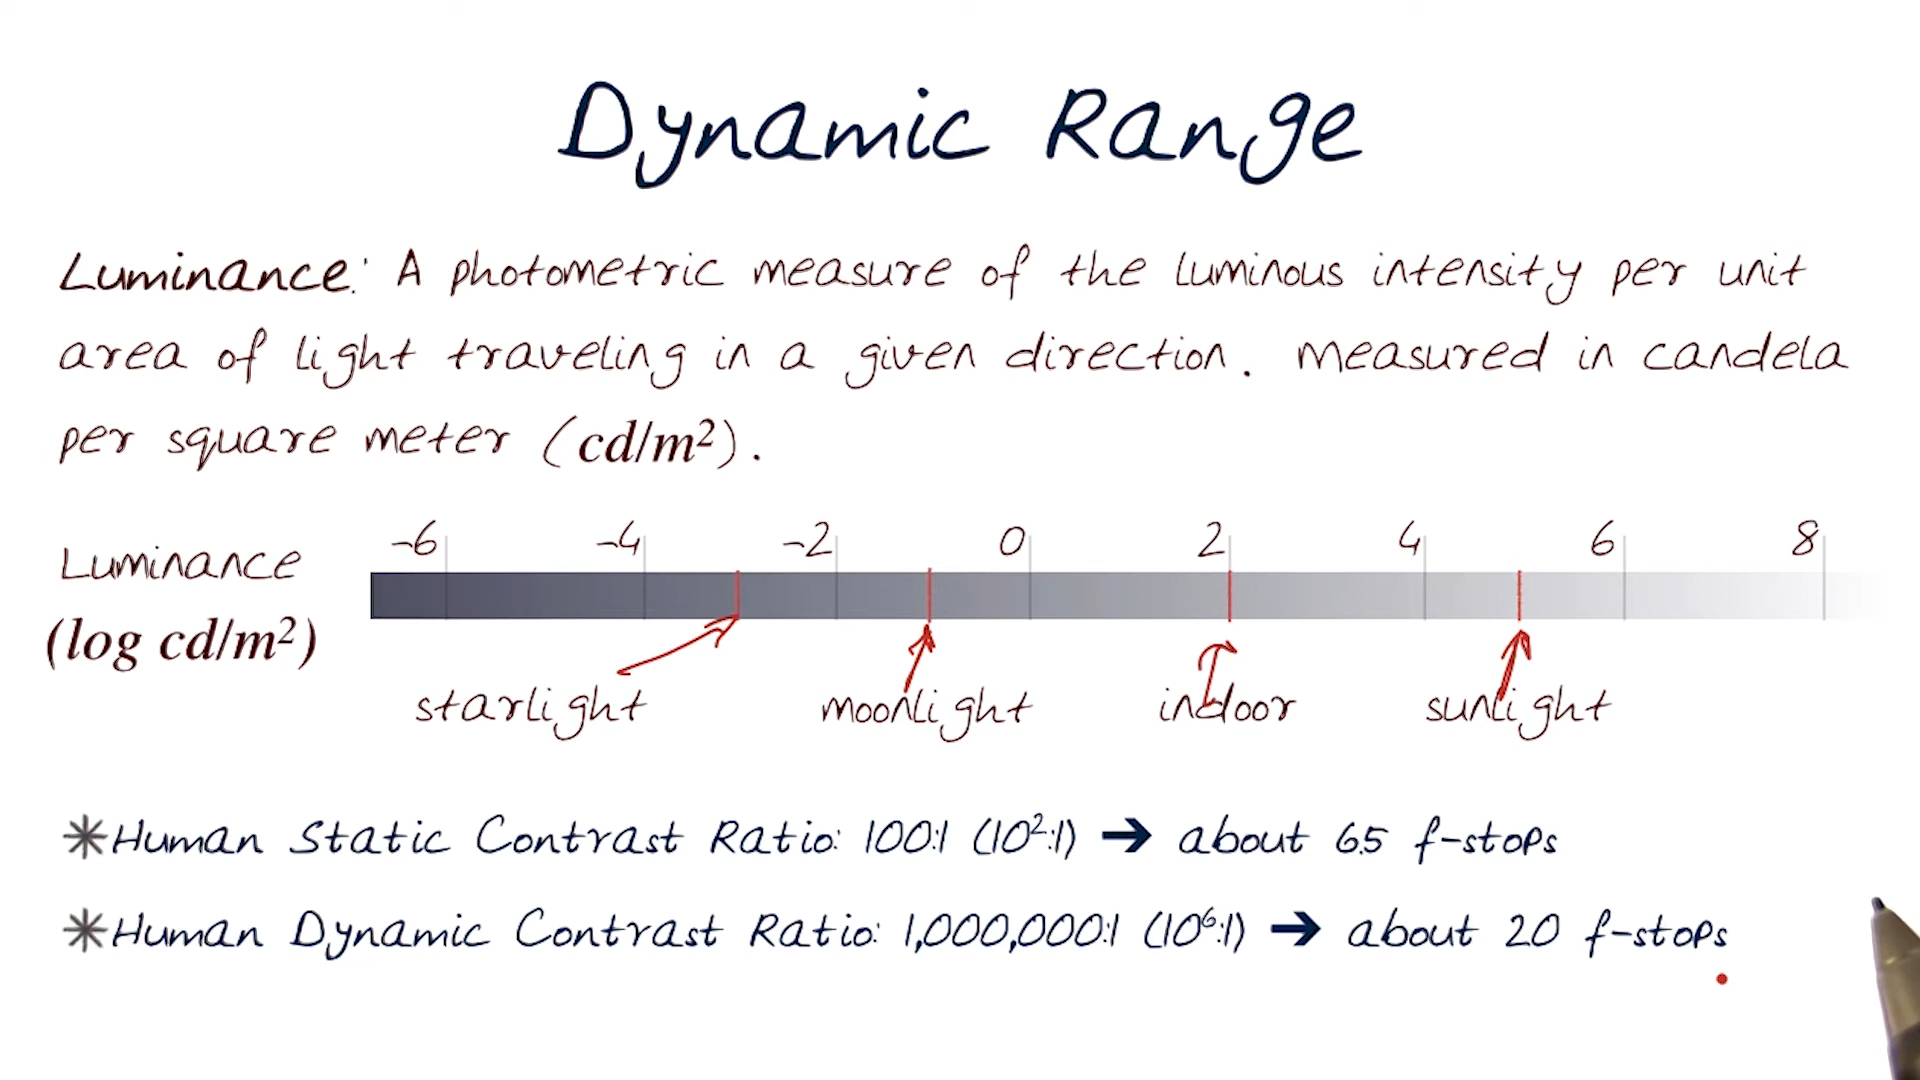 Dynamic Range
Luminance: A photometric measure of the luminous intensity per unit
area of light traveling in a given direction. measured in candela
per square meter (cd/m²).
-6 -4 -2 0 2 4 6 8
Luminance
(log cd/m²)
starlight moonlight indoor sunlight
✳Human Static Contrast Ratio: 100:1 (10²:1) ➔ about 6.5 f-stops
✳Human Dynamic Contrast Ratio: 1,000,000:1 (10⁶:1) ➔ about 20 f-stops